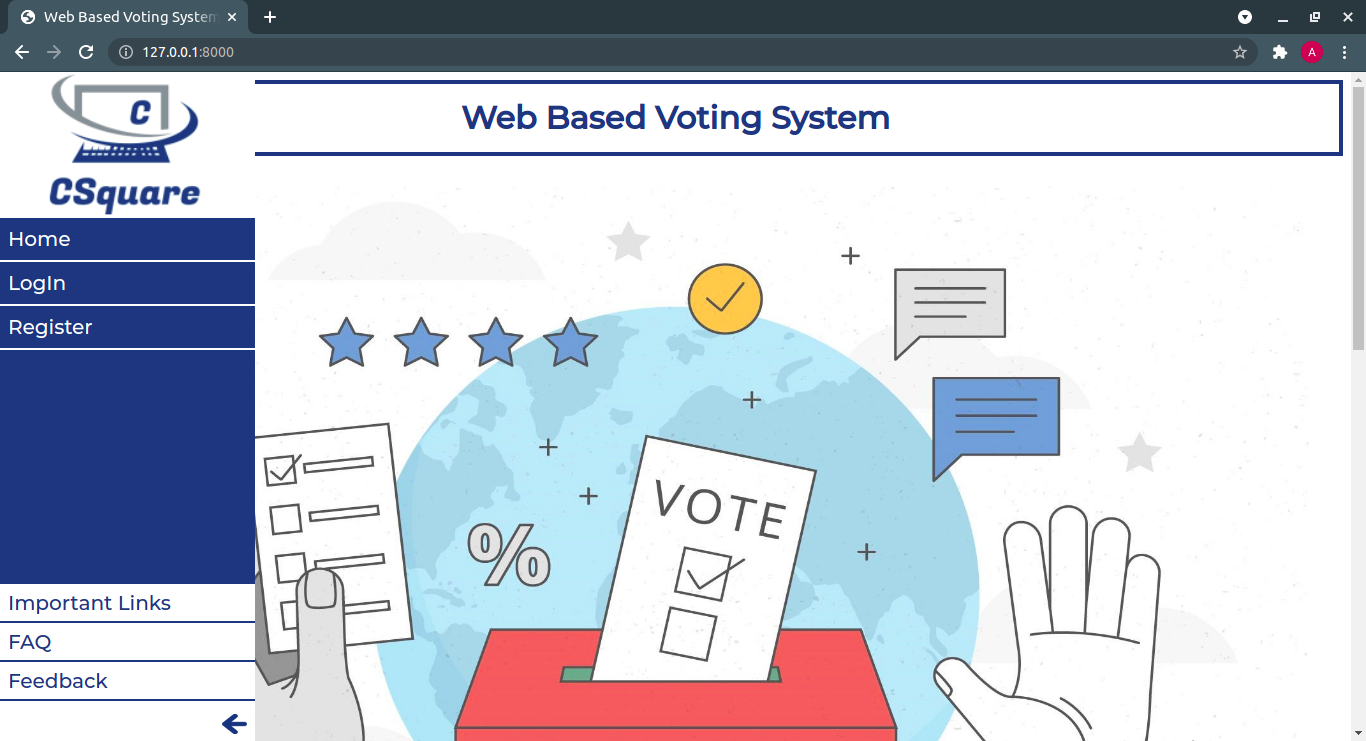 Web Based Voting System
127.0.0.1:8000
A
C
CSquare
Web Based Voting System
Home
LogIn
Register
VOTE
%
Important Links
FAQ
Feedback